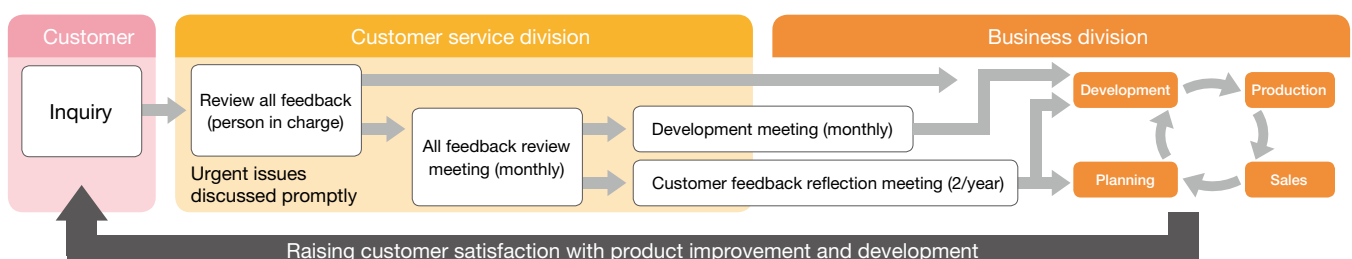 Customer
Customer service division
Business division
Inquiry
Review all feedback
(person in charge)
Urgent issues
discussed promptly
All feedback review
meeting (monthly)
Development meeting (monthly)
Customer feedback reflection meeting (2/year)
Development
Production
Planning
Sales
Raising customer satisfaction with product improvement and development